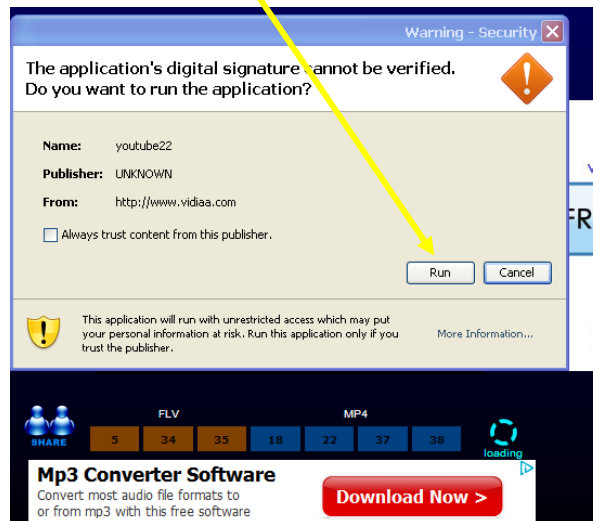 Warning - Security
The application's digital signature cannot be verified.
Do you want to run the application?
Name: youtube22
Publisher: UNKNOWN
From: http://www.vidiaa.com
Always trust content from this publisher.
Run Cancel
This application will run with unrestricted access which may put
your personal information at risk. Run this application only if you
trust the publisher.
More Information...
FR
FLV MP4
SHARE 5 34 35 18 22 37 38 loading
Mp3 Converter Software
Convert most audio file formats to
or from mp3 with this free software
Download Now >